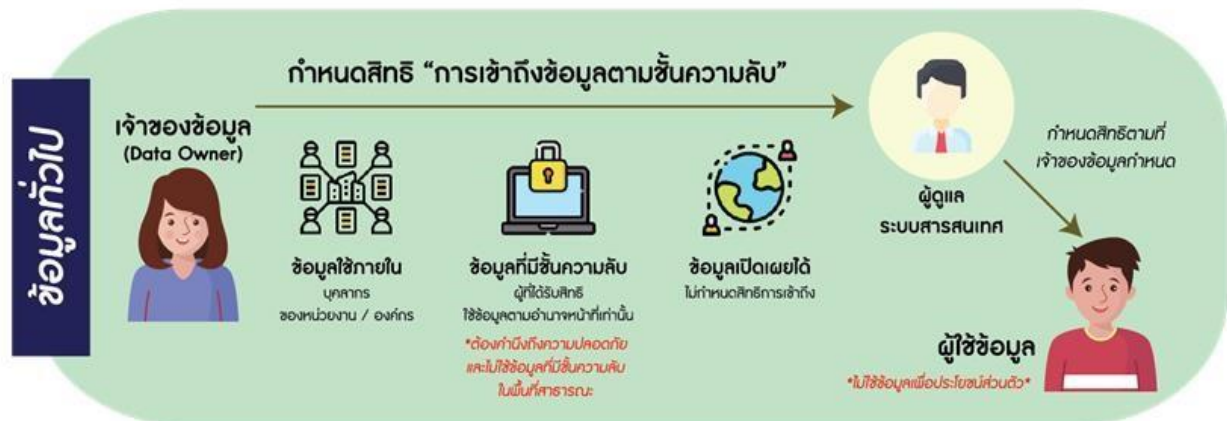 ข้อมูลทั่วไป
กำหนดสิทธิ “การเข้าถึงข้อมูลตามชั้นความลับ”
เจ้าของข้อมูล
(Data Owner)
ข้อมูลใช้ภายใน
บุคลากร
ของหน่วยงาน / องค์กร
ข้อมูลที่มีชั้นความลับ
ผู้ที่ได้รับสิทธิ
ใช้ข้อมูลตามอำนาจหน้าที่เท่านั้น
*ต้องคำนึงถึงความปลอดภัย
และไม่ใช้ข้อมูลที่มีชั้นความลับ
ในพื้นที่สาธารณะ
ข้อมูลเปิดเผยได้
ไม่กำหนดสิทธิการเข้าถึง
ผู้ดูแล
ระบบสารสนเทศ
กำหนดสิทธิตามที่
เจ้าของข้อมูลกำหนด
ผู้ใช้ข้อมูล
*ไม่ใช้ข้อมูลเพื่อประโยชน์ส่วนตัว*